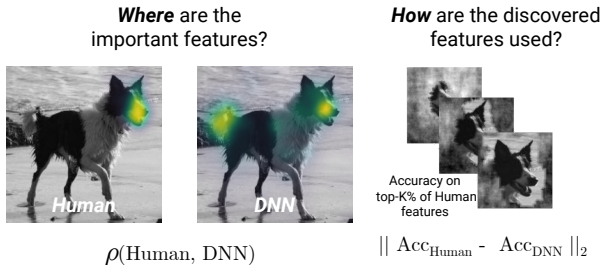 Where are the
important features?
How are the discovered
features used?
Human
DNN
Accuracy on
top-K% of Human
features
ρ(Human, DNN)
|| Acc_Human - Acc_DNN ||_2